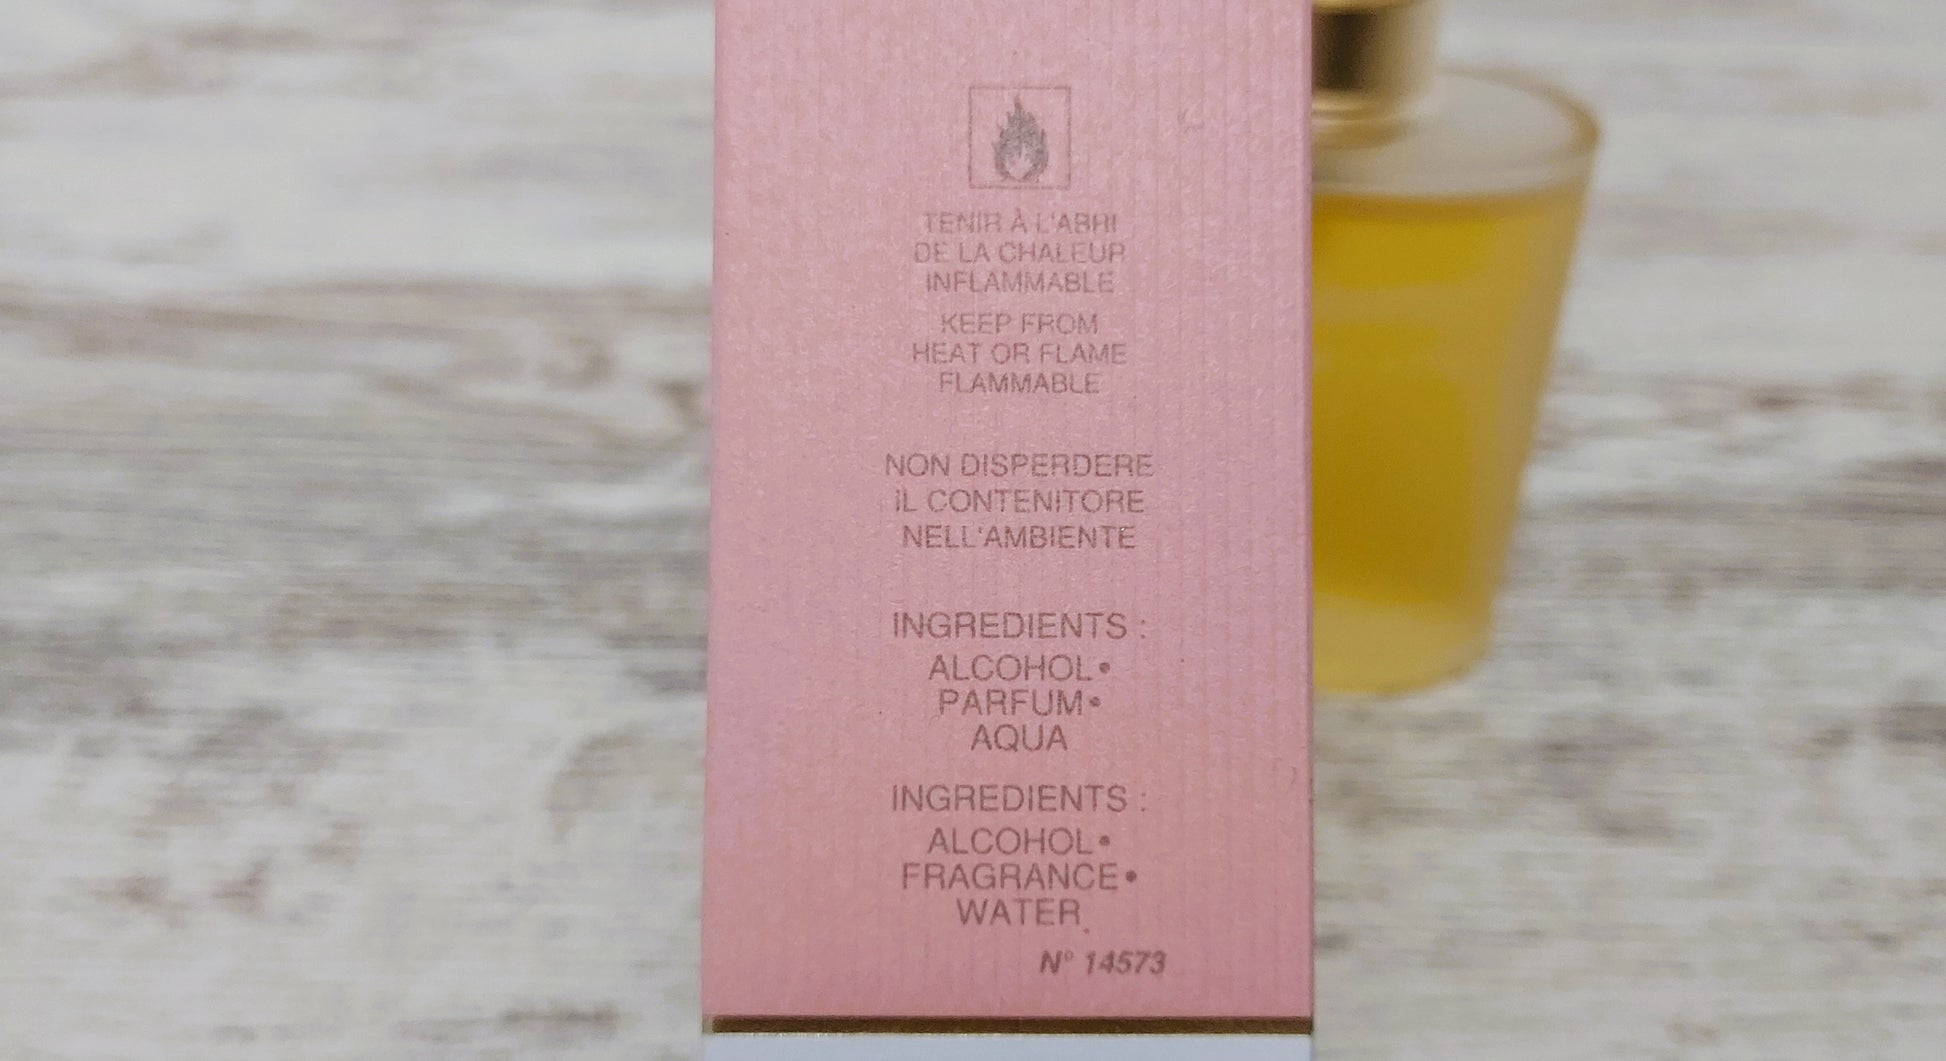 TENIR À L'ABRI
DE LA CHALEUR
INFLAMMABLE
KEEP FROM
HEAT OR FLAME
FLAMMABLE
NON DISPERDERE
IL CONTENITORE
NELL'AMBIENTE
INGREDIENTS :
ALCOHOL•
PARFUM•
AQUA
INGREDIENTS :
ALCOHOL•
FRAGRANCE•
WATER.
N° 14573